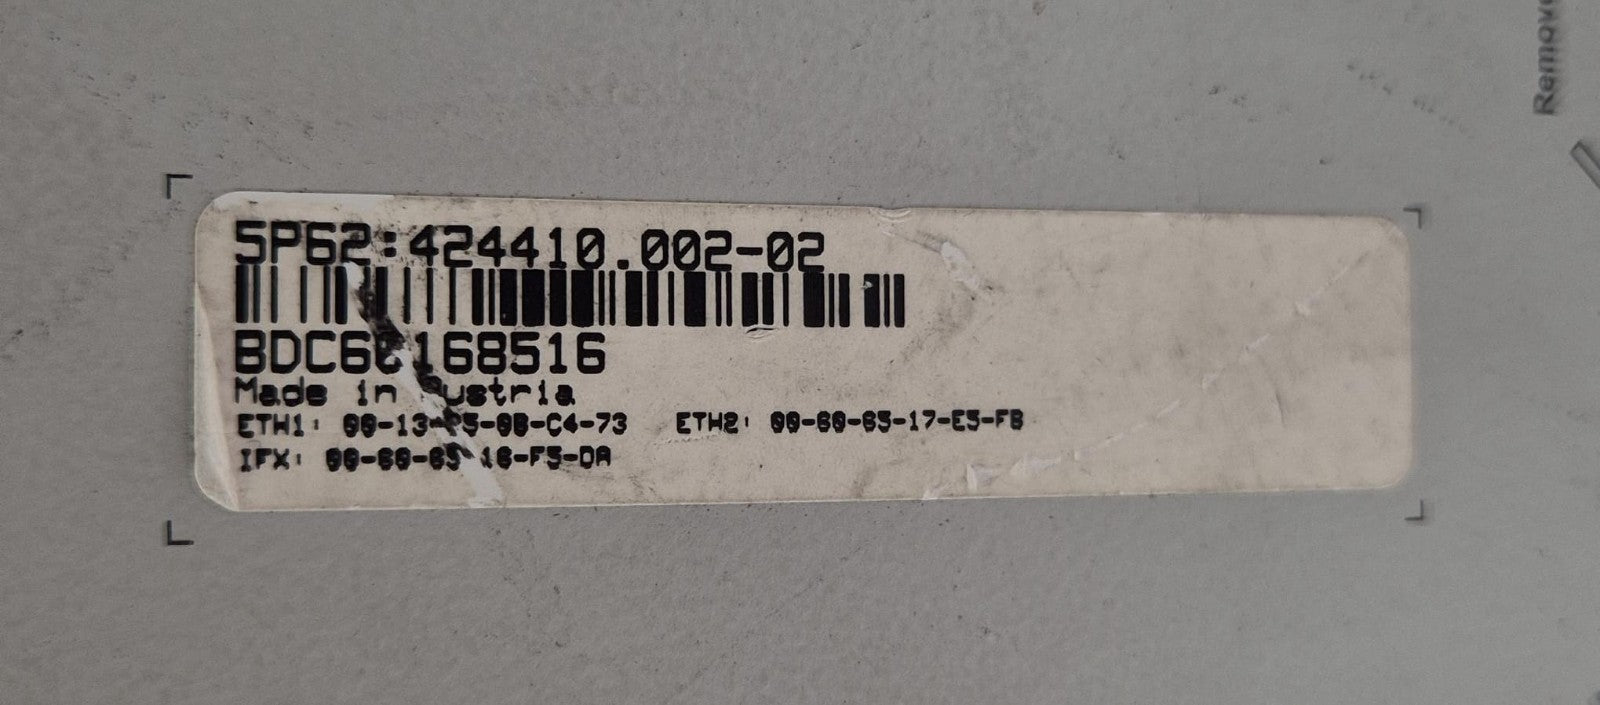 5P62:424410.002-02
BDC60168516
Made in Austria
ETH1: 00-13-95-0B-C4-73 ETH2: 00-60-65-17-E5-FB
IFX: 00-60-65-16-F5-DA
Remove